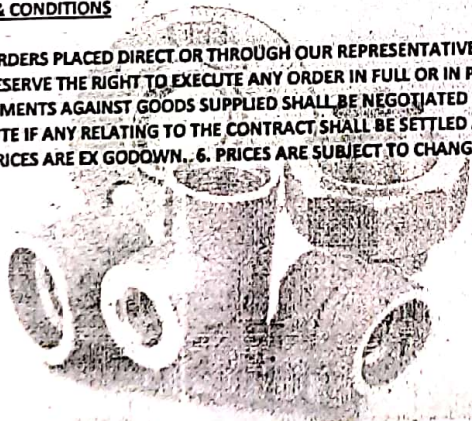 & CONDITIONS
RDERS PLACED DIRECT OR THROUGH OUR REPRESENTATIVE
ESERVE THE RIGHT TO EXECUTE ANY ORDER IN FULL OR IN P
MENTS AGAINST GOODS SUPPLIED SHALL BE NEGOTIATED
TE IF ANY RELATING TO THE CONTRACT SHALL BE SETTLED
RICES ARE EX GODOWN. 6. PRICES ARE SUBJECT TO CHANG